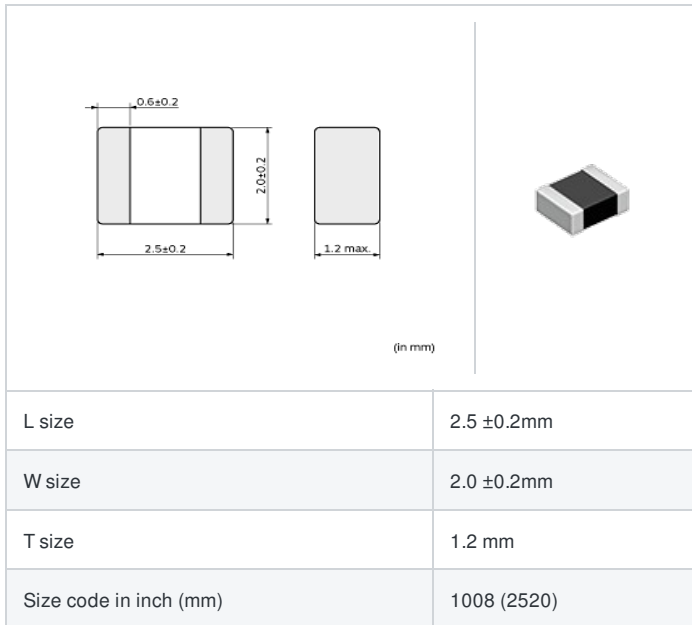 0.6±0.2
2.0±0.2
2.5±0.2
1.2 max.
(in mm)
L size 2.5 ±0.2mm
W size 2.0 ±0.2mm
T size 1.2 mm
Size code in inch (mm) 1008 (2520)